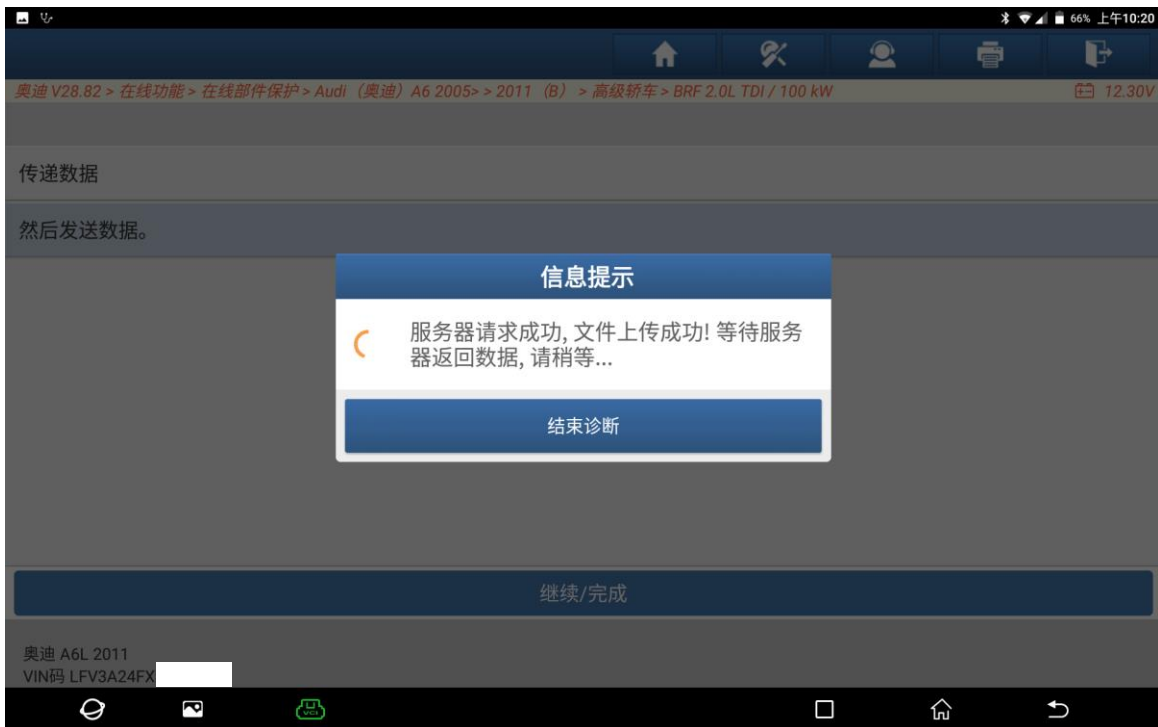 66% 上午10:20
奥迪 V28.82 > 在线功能 > 在线部件保护 > Audi（奥迪）A6 2005> > 2011（B）> 高级轿车 > BRF 2.0L TDI / 100 kW
12.30V
传递数据
然后发送数据。
信息提示
服务器请求成功, 文件上传成功! 等待服务
器返回数据, 请稍等...
结束诊断
继续/完成
奥迪 A6L 2011
VIN码 LFV3A24FX
VCI